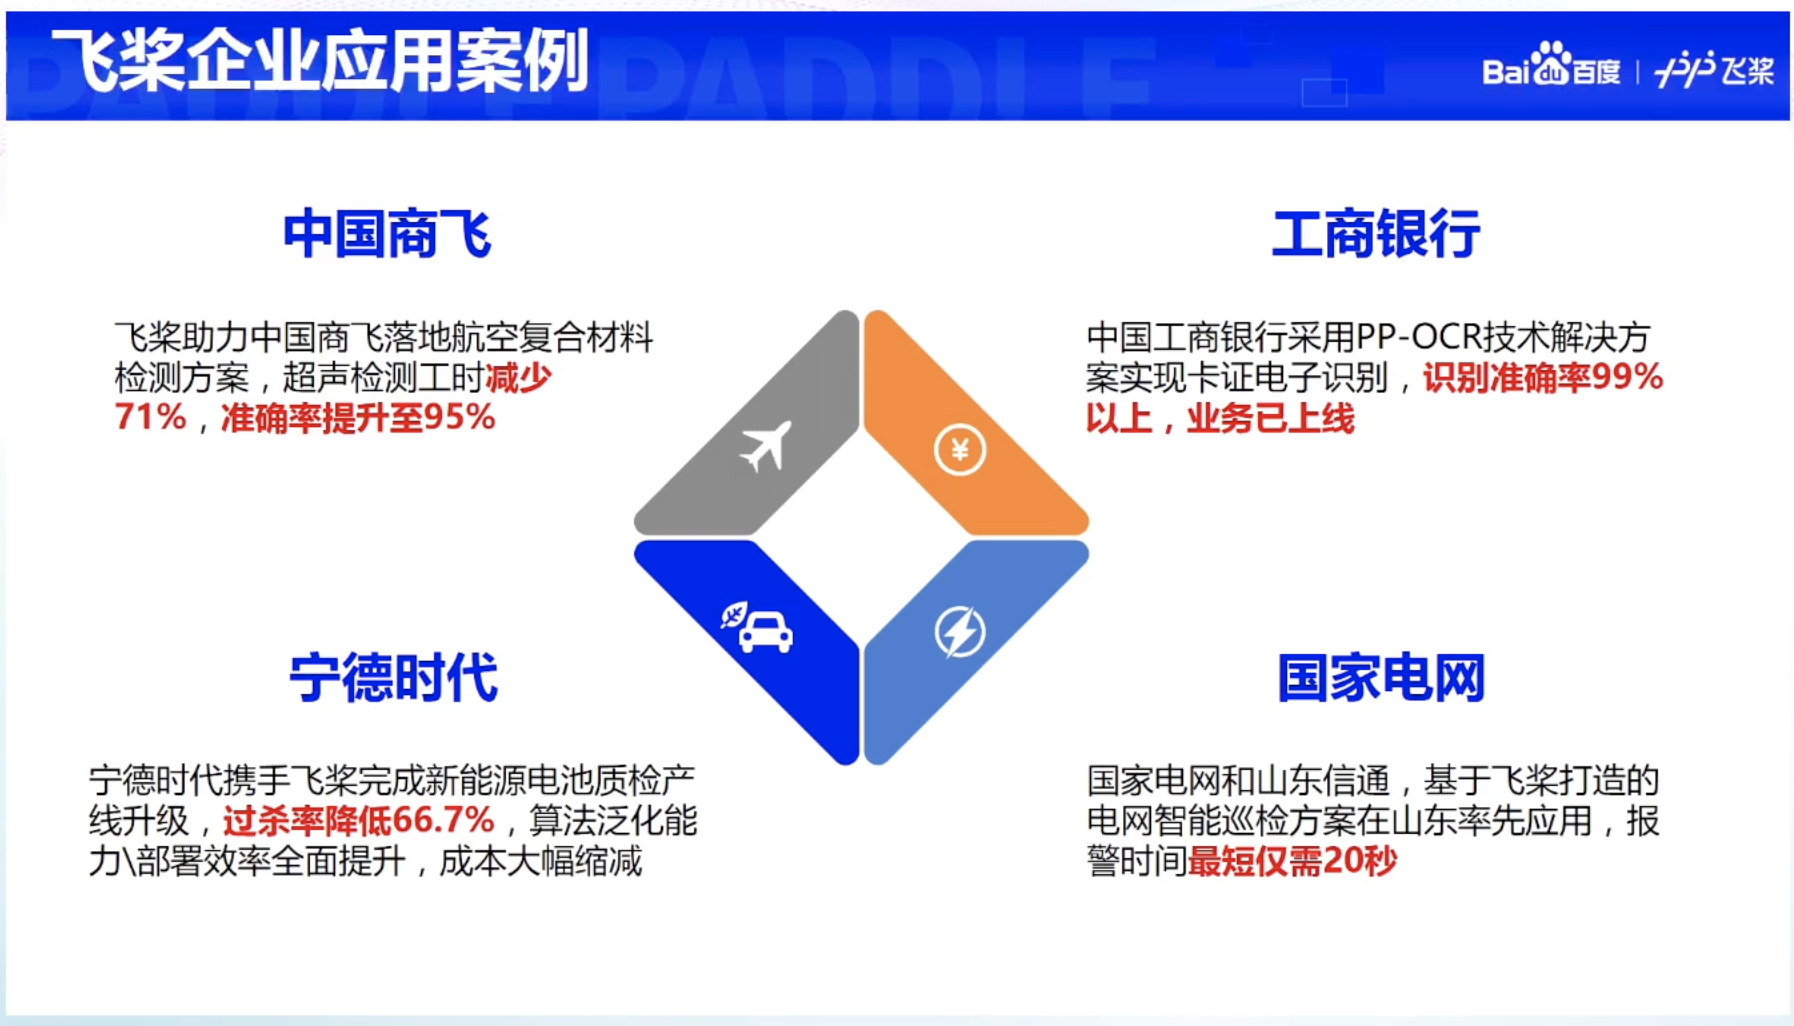 飞桨企业应用案例
PADDLE PADDLE
Bai du 百度 | 飞桨
中国商飞
飞桨助力中国商飞落地航空复合材料
检测方案，超声检测工时减少
71%，准确率提升至95%
工商银行
中国工商银行采用PP-OCR技术解决方
案实现卡证电子识别，识别准确率99%
以上，业务已上线
¥
宁德时代
宁德时代携手飞桨完成新能源电池质检产
线升级，过杀率降低66.7%，算法泛化能
力\部署效率全面提升，成本大幅缩减
国家电网
国家电网和山东信通，基于飞桨打造的
电网智能巡检方案在山东率先应用，报
警时间最短仅需20秒